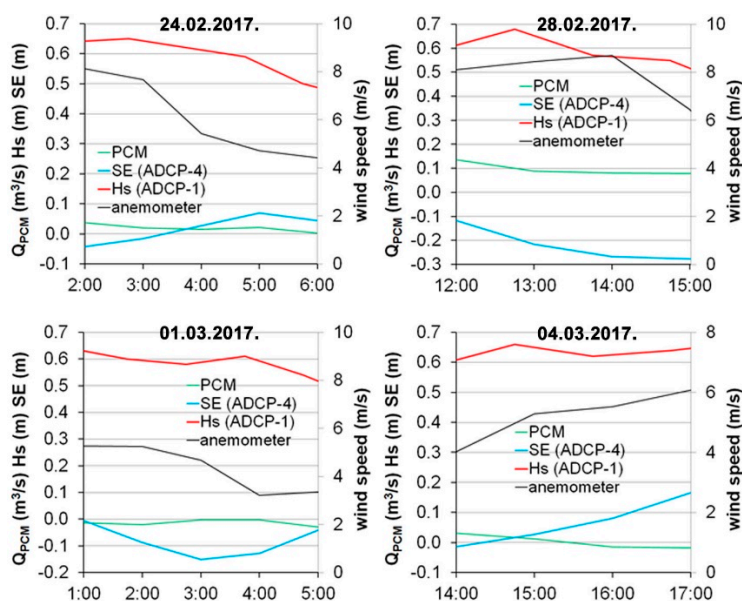 24.02.2017.
Q_PCM (m³/s) Hs (m) SE (m)
0.7
0.6
0.5
0.4
0.3
0.2
0.1
0.0
-0.1
PCM
SE (ADCP-4)
Hs (ADCP-1)
anemometer
10
8
6
4
2
0
wind speed (m/s)
2:00 3:00 4:00 5:00 6:00
28.02.2017.
Q_PCM (m³/s) Hs (m) SE (m)
0.7
0.6
0.5
0.4
0.3
0.2
0.1
0.0
-0.1
-0.2
-0.3
PCM
SE (ADCP-4)
Hs (ADCP-1)
anemometer
10
8
6
4
2
0
wind speed (m/s)
12:00 13:00 14:00 15:00
01.03.2017.
Q_PCM (m³/s) Hs (m) SE (m)
0.7
0.6
0.5
0.4
0.3
0.2
0.1
0.0
-0.1
-0.2
PCM
SE (ADCP-4)
Hs (ADCP-1)
anemometer
10
8
6
4
2
0
wind speed (m/s)
1:00 2:00 3:00 4:00 5:00
04.03.2017.
Q_PCM (m³/s) Hs (m) SE (m)
0.7
0.6
0.5
0.4
0.3
0.2
0.1
0.0
-0.1
PCM
SE (ADCP-4)
Hs (ADCP-1)
anemometer
8
6
4
2
0
wind speed (m/s)
14:00 15:00 16:00 17:00